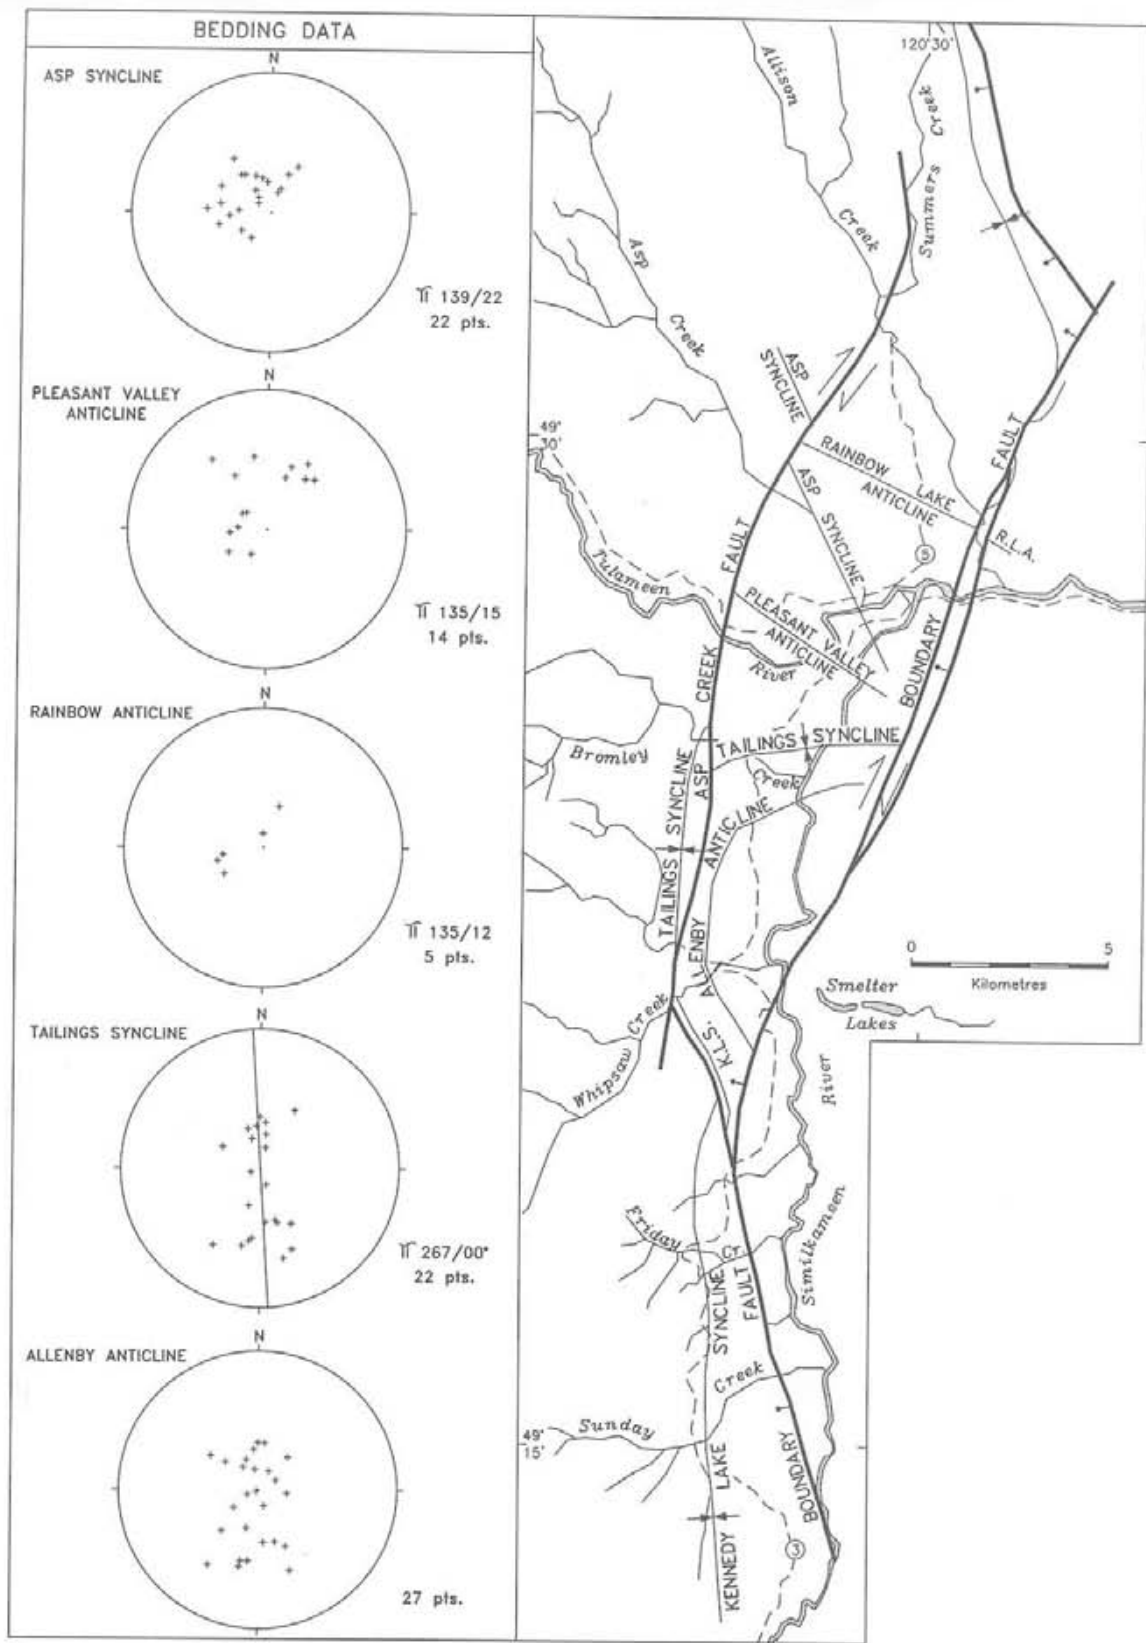 BEDDING DATA
N
ASP SYNCLINE
π 139/22
22 pts.
N
PLEASANT VALLEY
ANTICLINE
π 135/15
14 pts.
N
RAINBOW ANTICLINE
π 135/12
5 pts.
N
TAILINGS SYNCLINE
π 267/00°
22 pts.
N
ALLENBY ANTICLINE
27 pts.
120°30'
Allison
Creek
Summers Creek
Asp
Creek
ASP
SYNCLINE
49°
30'
RAINBOW LAKE
ANTICLINE
FAULT
R.L.A.
ASP SYNCLINE
5
FAULT
Tulameen
River
PLEASANT VALLEY
ANTICLINE
BOUNDARY
CREEK
TAILINGS SYNCLINE
Bromley
Creek
ASP
TAILINGS SYNCLINE
ALLENBY ANTICLINE
0 5
Kilometres
Smelter
Lakes
Whipsaw Creek
K.L.S.
River
Similkameen
Friday Cr.
FAULT
SYNCLINE
Creek
Sunday
49°
15'
LAKE
BOUNDARY
KENNEDY
3